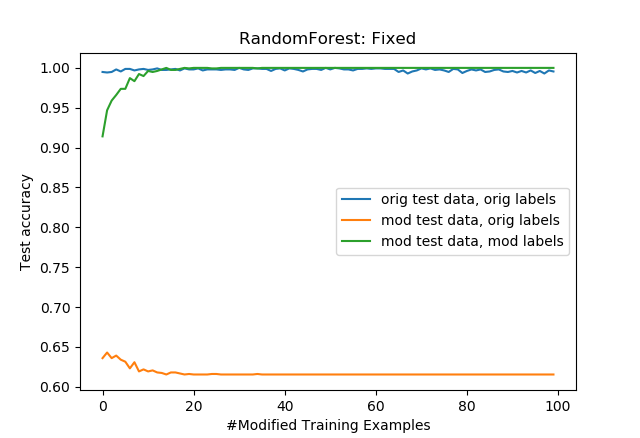 RandomForest: Fixed
1.00
0.95
0.90
0.85
0.80
0.75
0.70
0.65
0.60
Test accuracy
orig test data, orig labels
mod test data, orig labels
mod test data, mod labels
0 20 40 60 80 100
#Modified Training Examples